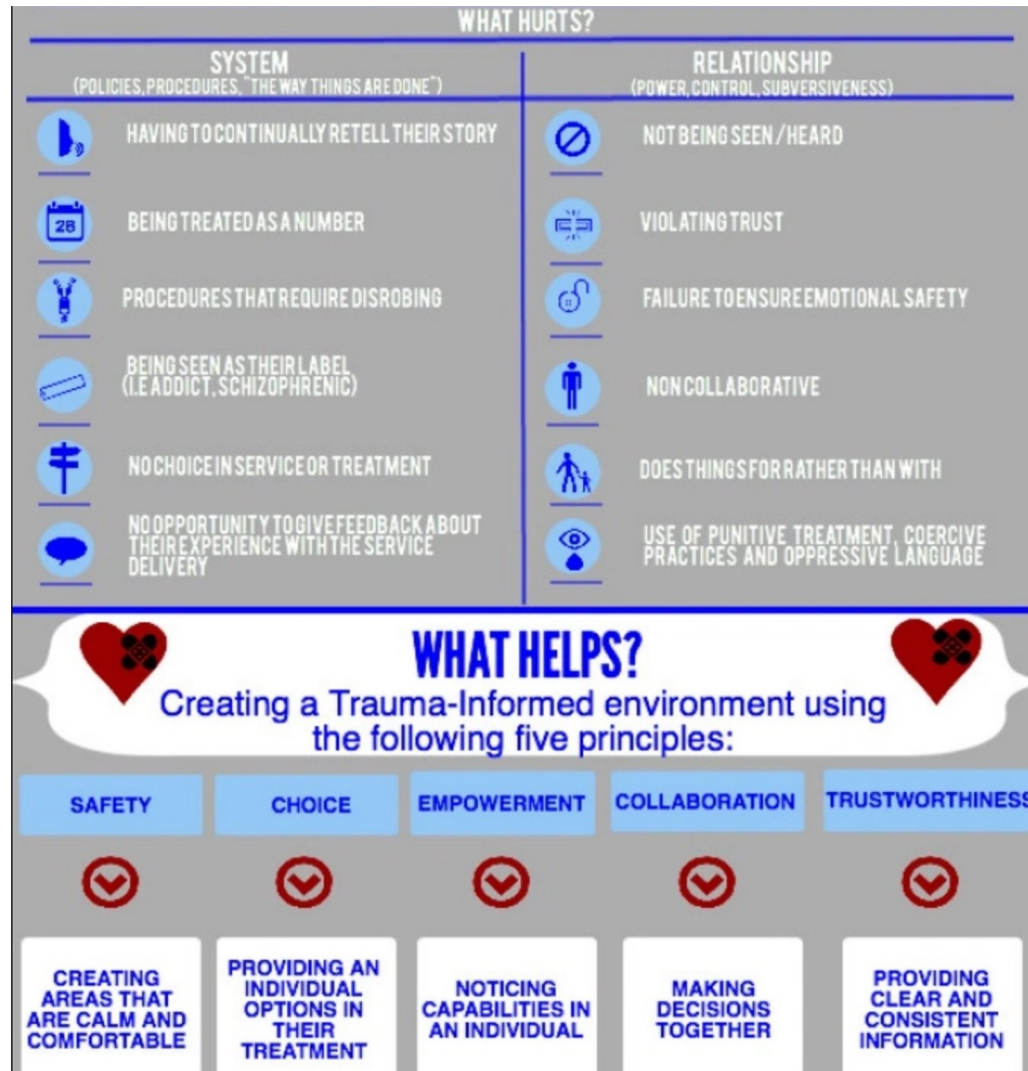 WHAT HURTS?
SYSTEM
(POLICIES, PROCEDURES, "THE WAY THINGS ARE DONE")
HAVING TO CONTINUALLY RETELL THEIR STORY
28
BEING TREATED AS A NUMBER
PROCEDURES THAT REQUIRE DISROBING
BEING SEEN AS THEIR LABEL
(I.E ADDICT, SCHIZOPHRENIC)
NO CHOICE IN SERVICE OR TREATMENT
NO OPPORTUNITY TO GIVE FEEDBACK ABOUT
THEIR EXPERIENCE WITH THE SERVICE
DELIVERY
RELATIONSHIP
(POWER, CONTROL, SUBVERSIVENESS)
NOT BEING SEEN / HEARD
VIOLATING TRUST
FAILURE TO ENSURE EMOTIONAL SAFETY
NON COLLABORATIVE
DOES THINGS FOR RATHER THAN WITH
USE OF PUNITIVE TREATMENT, COERCIVE
PRACTICES AND OPPRESSIVE LANGUAGE
WHAT HELPS?
Creating a Trauma-Informed environment using
the following five principles:
SAFETY
CREATING
AREAS THAT
ARE CALM AND
COMFORTABLE
CHOICE
PROVIDING AN
INDIVIDUAL
OPTIONS IN
THEIR
TREATMENT
EMPOWERMENT
NOTICING
CAPABILITIES IN
AN INDIVIDUAL
COLLABORATION
MAKING
DECISIONS
TOGETHER
TRUSTWORTHINESS
PROVIDING
CLEAR AND
CONSISTENT
INFORMATION